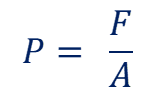 P = F/A